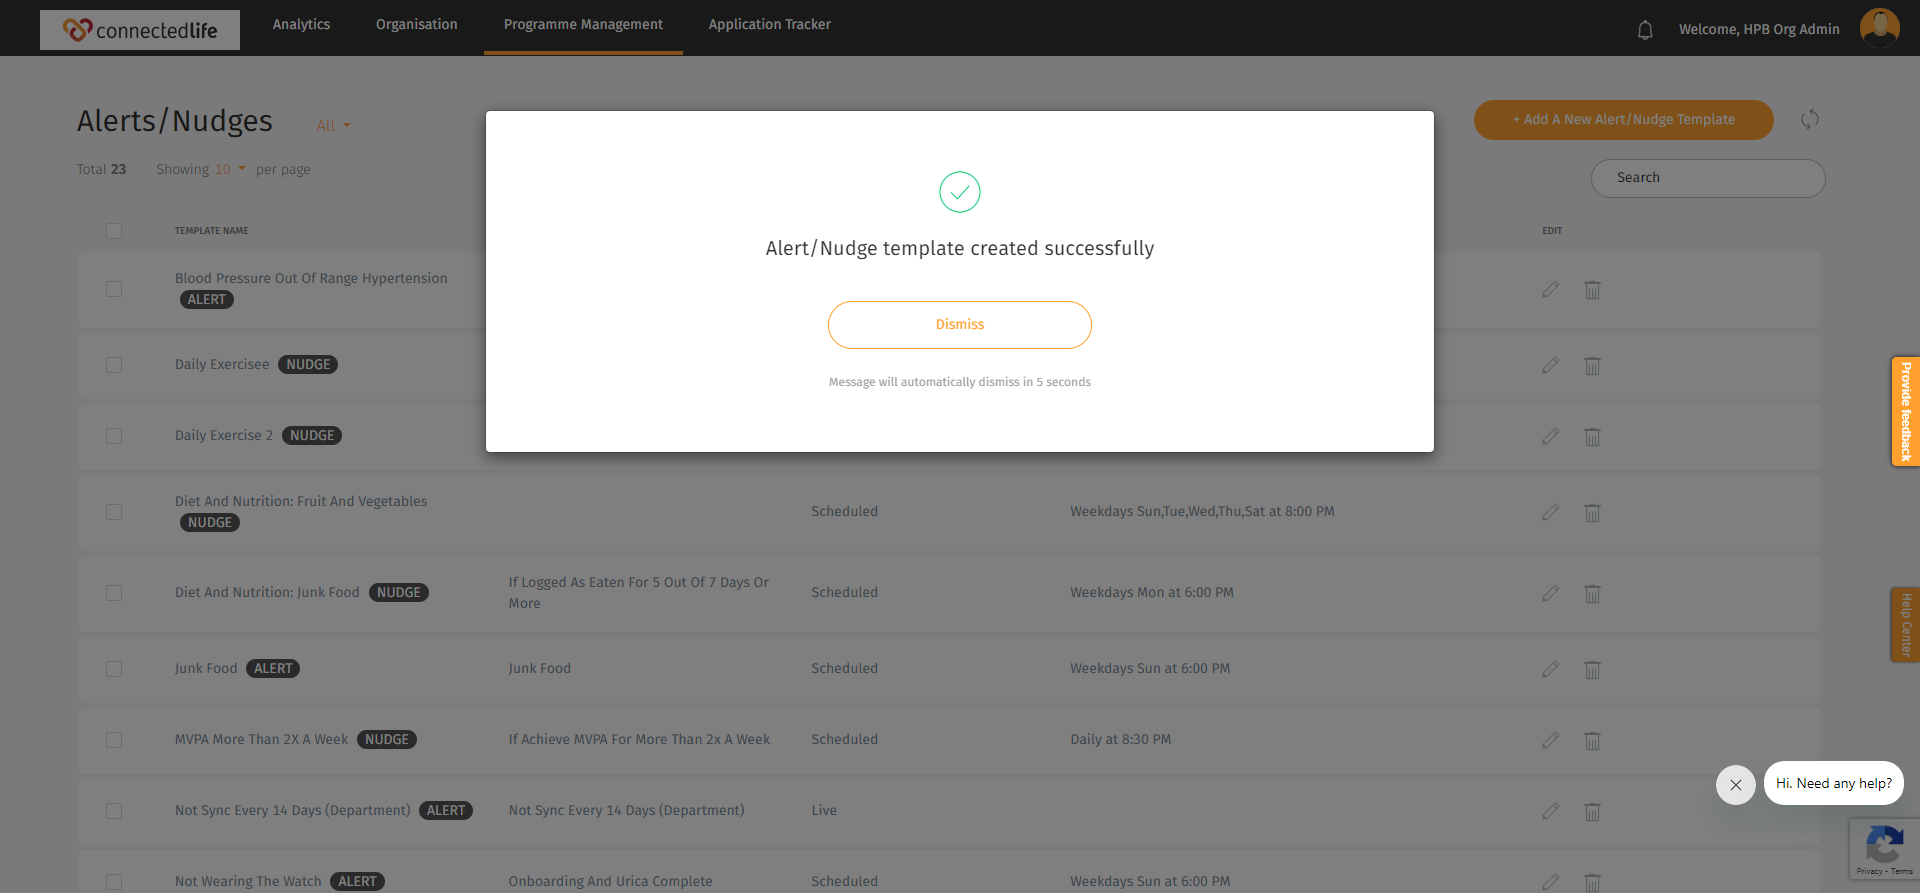 connectedlife
Analytics
Organisation
Programme Management
Application Tracker
Welcome, HPB Org Admin
Alerts/Nudges
All
+ Add A New Alert/Nudge Template
Total 23
Showing 10 per page
Search
TEMPLATE NAME
EDIT
Alert/Nudge template created successfully
Dismiss
Message will automatically dismiss in 5 seconds
Blood Pressure Out Of Range Hypertension
ALERT
Daily Exercisee NUDGE
Daily Exercise 2 NUDGE
Diet And Nutrition: Fruit And Vegetables
NUDGE
Scheduled
Weekdays Sun,Tue,Wed,Thu,Sat at 8:00 PM
Diet And Nutrition: Junk Food NUDGE
If Logged As Eaten For 5 Out Of 7 Days Or
More
Scheduled
Weekdays Mon at 6:00 PM
Junk Food ALERT
Junk Food
Scheduled
Weekdays Sun at 6:00 PM
MVPA More Than 2X A Week NUDGE
If Achieve MVPA For More Than 2x A Week
Scheduled
Daily at 8:30 PM
Not Sync Every 14 Days (Department) ALERT
Not Sync Every 14 Days (Department)
Live
Not Wearing The Watch ALERT
Onboarding And Urica Complete
Scheduled
Weekdays Sun at 6:00 PM
Provide feedback
Help Center
Hi. Need any help?
Privacy - Terms